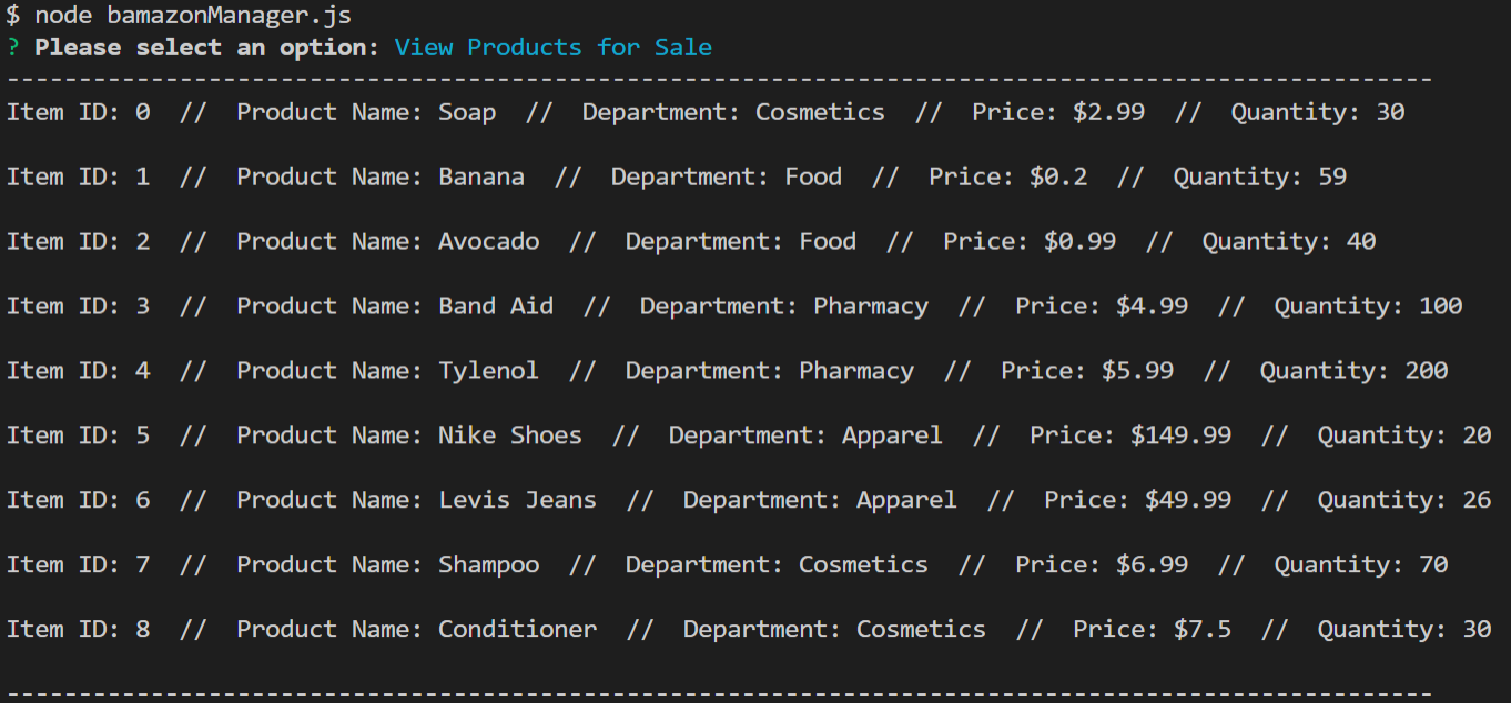 $ node bamazonManager.js
? Please select an option: View Products for Sale
---------------------------------------------------------------------------------------------------
Item ID: 0  //  Product Name: Soap  //  Department: Cosmetics  //  Price: $2.99  //  Quantity: 30
Item ID: 1  //  Product Name: Banana  //  Department: Food  //  Price: $0.2  //  Quantity: 59
Item ID: 2  //  Product Name: Avocado  //  Department: Food  //  Price: $0.99  //  Quantity: 40
Item ID: 3  //  Product Name: Band Aid  //  Department: Pharmacy  //  Price: $4.99  //  Quantity: 100
Item ID: 4  //  Product Name: Tylenol  //  Department: Pharmacy  //  Price: $5.99  //  Quantity: 200
Item ID: 5  //  Product Name: Nike Shoes  //  Department: Apparel  //  Price: $149.99  //  Quantity: 20
Item ID: 6  //  Product Name: Levis Jeans  //  Department: Apparel  //  Price: $49.99  //  Quantity: 26
Item ID: 7  //  Product Name: Shampoo  //  Department: Cosmetics  //  Price: $6.99  //  Quantity: 70
Item ID: 8  //  Product Name: Conditioner  //  Department: Cosmetics  //  Price: $7.5  //  Quantity: 30
---------------------------------------------------------------------------------------------------